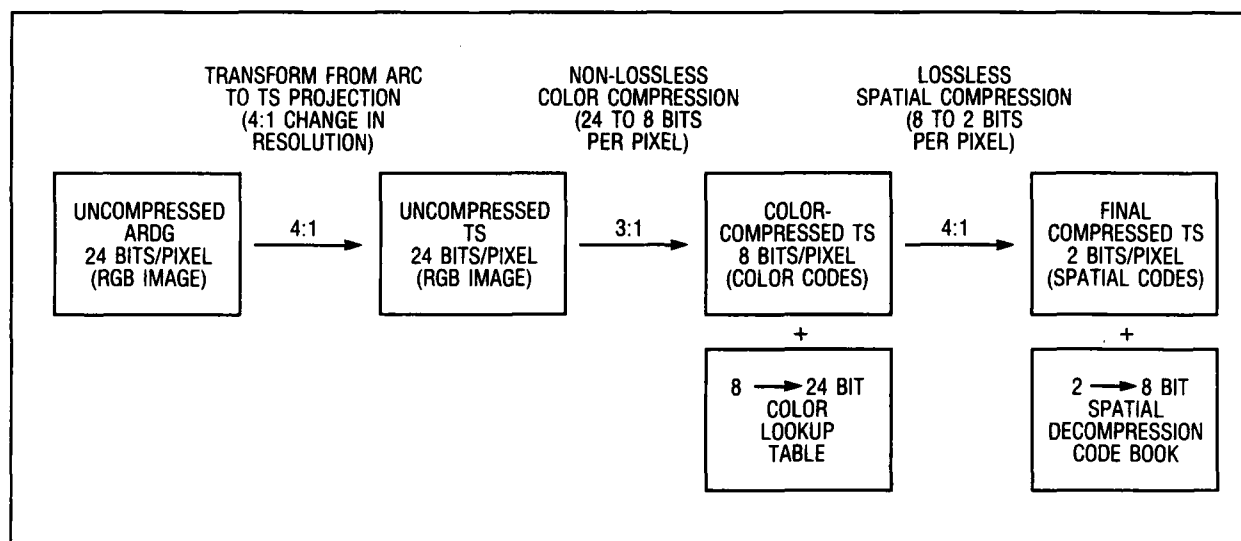 TRANSFORM FROM ARC
TO TS PROJECTION
(4:1 CHANGE IN
RESOLUTION)
NON-LOSSLESS
COLOR COMPRESSION
(24 TO 8 BITS
PER PIXEL)
LOSSLESS
SPATIAL COMPRESSION
(8 TO 2 BITS
PER PIXEL)
UNCOMPRESSED
ARDG
24 BITS/PIXEL
(RGB IMAGE)
4:1
UNCOMPRESSED
TS
24 BITS/PIXEL
(RGB IMAGE)
3:1
COLOR-
COMPRESSED TS
8 BITS/PIXEL
(COLOR CODES)
4:1
FINAL
COMPRESSED TS
2 BITS/PIXEL
(SPATIAL CODES)
+
+
8 → 24 BIT
COLOR
LOOKUP
TABLE
2 → 8 BIT
SPATIAL
DECOMPRESSION
CODE BOOK